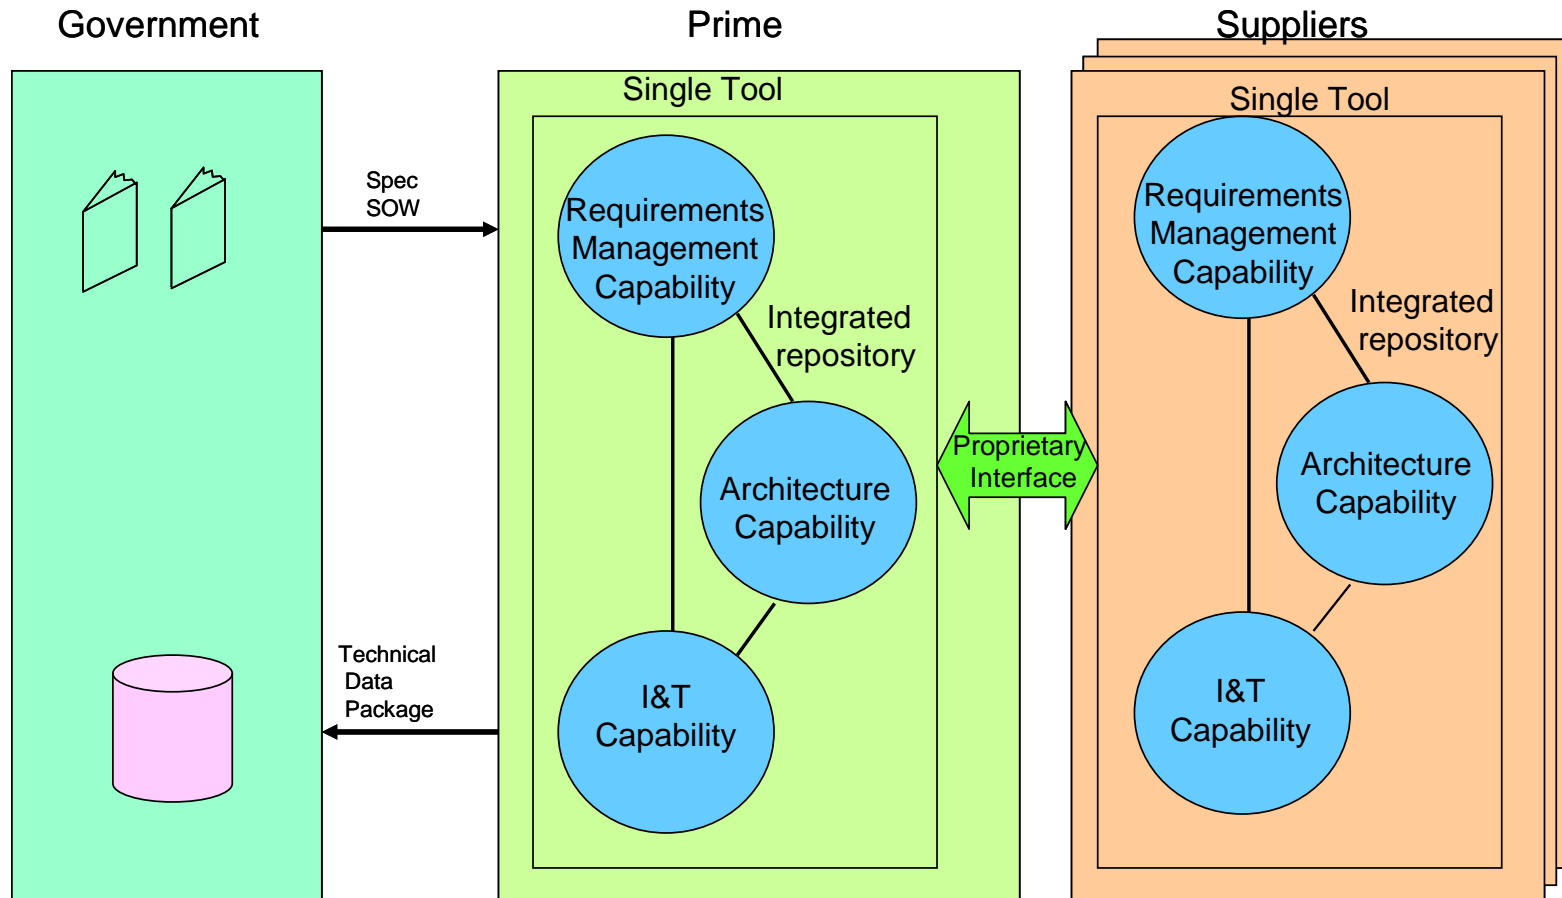 Government
Prime
Suppliers
Single Tool
Single Tool
Spec
SOW
Requirements
Management
Capability
Integrated
repository
Architecture
Capability
I&T
Capability
Technical
Data
Package
Proprietary
Interface
Requirements
Management
Capability
Integrated
repository
Architecture
Capability
I&T
Capability